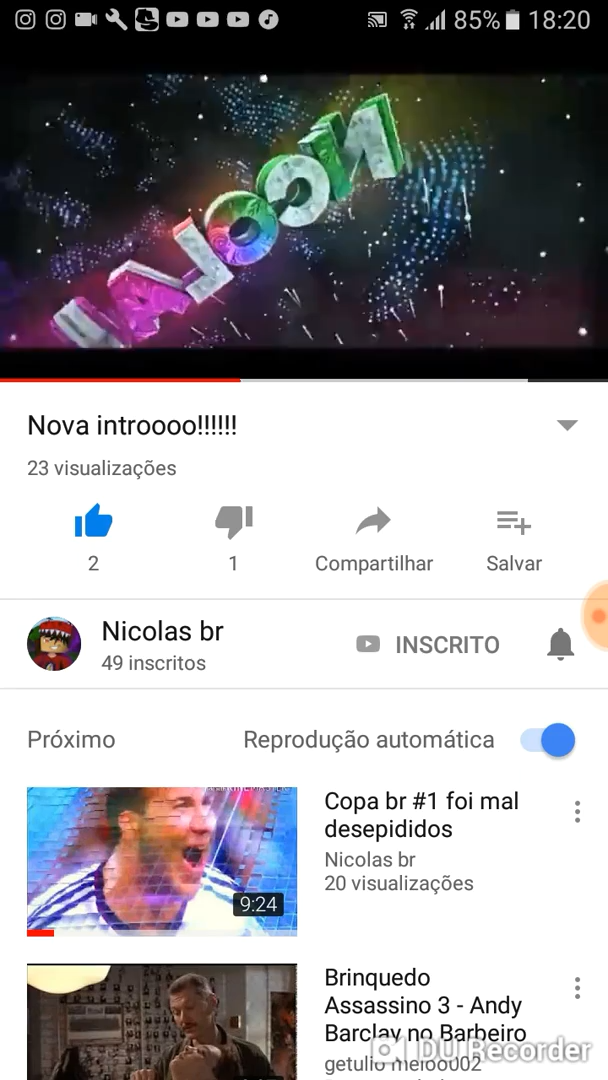 85% 18:20
Nova introooo!!!!!!
23 visualizações
2 1 Compartilhar Salvar
Nicolas br
49 inscritos
INSCRITO
Próximo Reprodução automática
Copa br #1 foi mal
desepididos
Nicolas br
20 visualizações
9:24
Brinquedo
Assassino 3 - Andy
Barclay no Barbeiro
getulio meloo002
DU Recorder